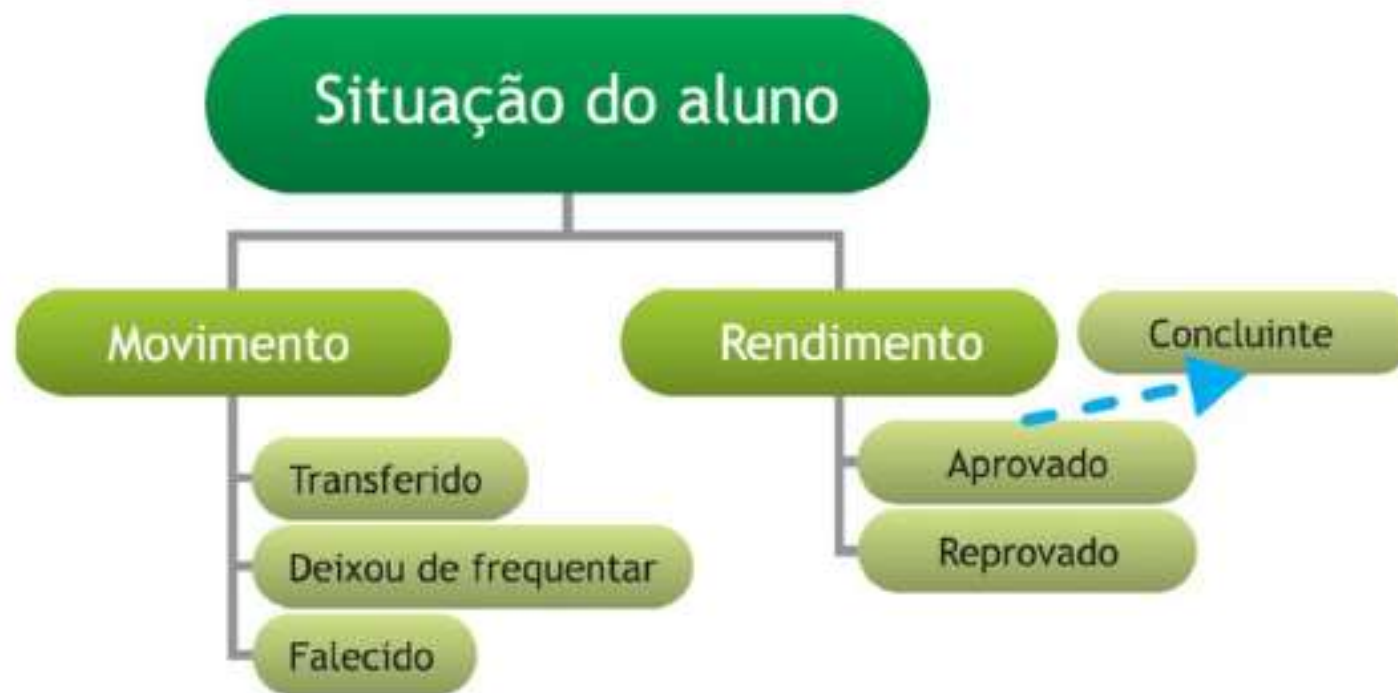 Situação do aluno
Movimento
Transferido
Deixou de frequentar
Falecido
Rendimento
Concluinte
Aprovado
Reprovado